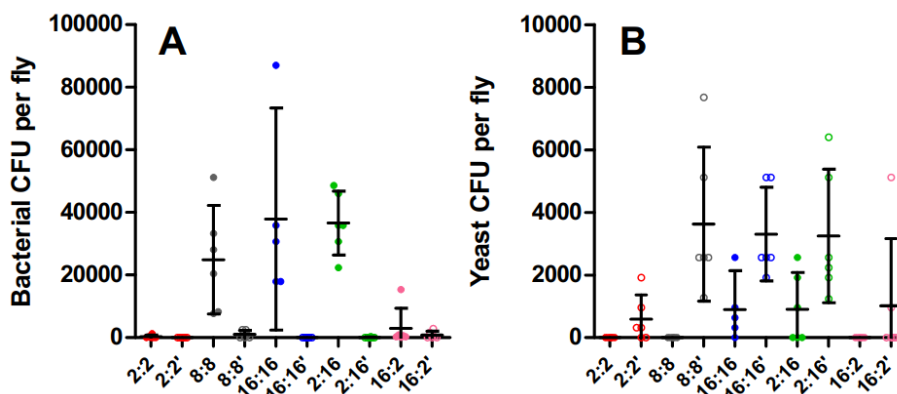 A
Bacterial CFU per fly
100000
80000
60000
40000
20000
0
2:2 2:2' 8:8 8:8' 16:16 16:16' 2:16 2:16' 16:2 16:2'
B
Yeast CFU per fly
10000
8000
6000
4000
2000
0
2:2 2:2' 8:8 8:8' 16:16 16:16' 2:16 2:16' 16:2 16:2'